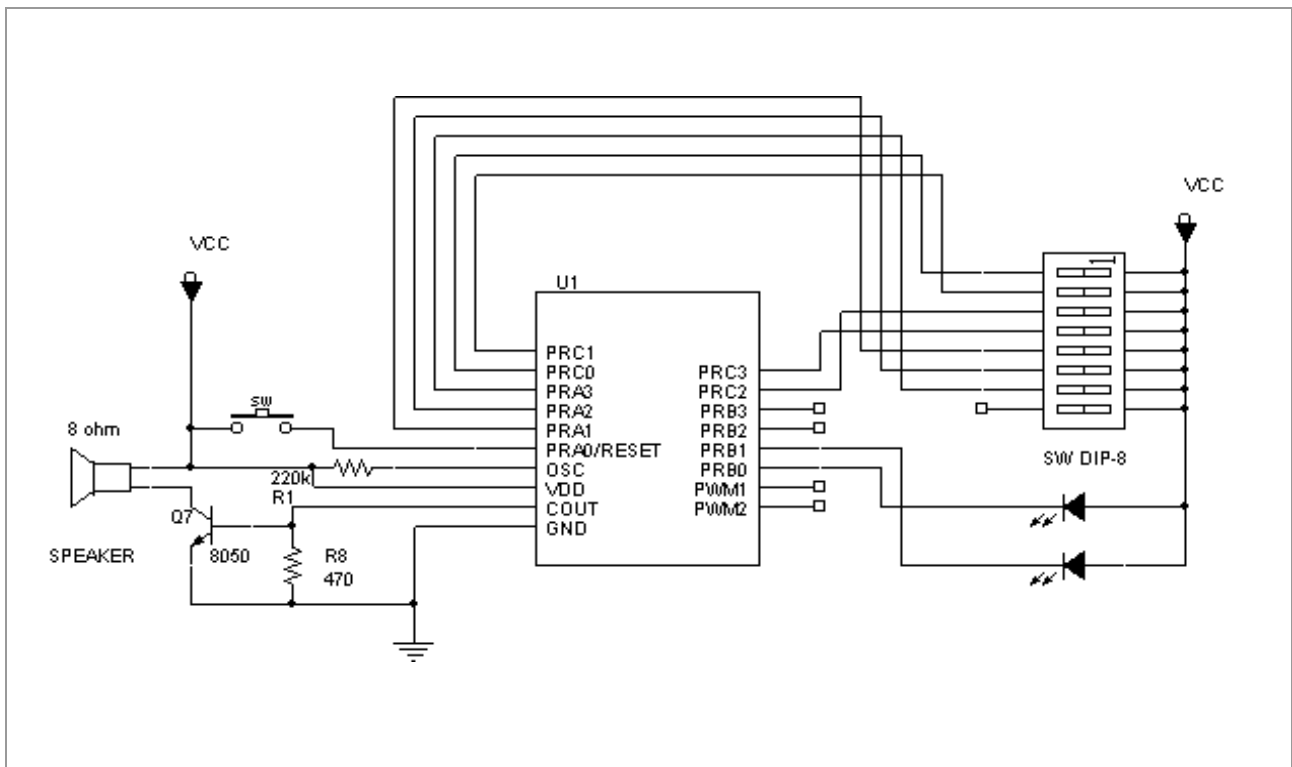 VCC
VCC
U1
1
PRC1
PRC0
PRA3
PRA2
PRA1
PRA0/RESET
OSC
VDD
COUT
GND
PRC3
PRC2
PRB3
PRB2
PRB1
PRB0
PWM1
PWM2
sw
8 ohm
220k
R1
Q7
8050
SPEAKER
R8
470
SW DIP-8